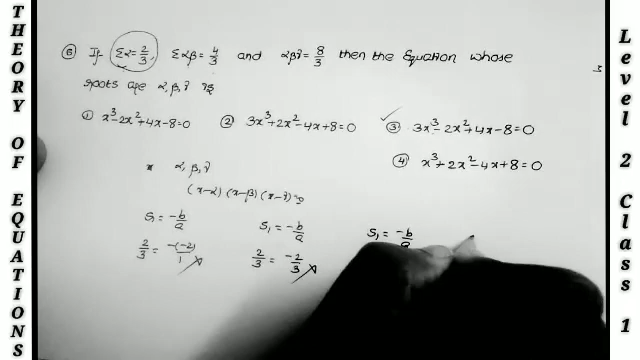 THEORY OF EQUATIONS
⑥ If Σα=2/3, Σαβ=4/3 and αβγ=8/3 then the Equation whose
roots are α, β, γ is
① x³-2x²+4x-8=0 ② 3x³+2x²-4x+8=0 ③ 3x³-2x²+4x-8=0
④ x³+2x²-4x+8=0
x α, β, γ
(x-α)(x-β)(x-γ)=0
S₁ = -b/a S₁ = -b/a S₁ = -b/a
2/3 = -(-2)/1 2/3 = -2/3
Level 2 Class 1